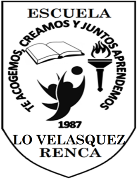 ESCUELA
TE ACOGEMOS, CREAMOS Y JUNTOS APRENDEMOS
1987
LO VELASQUEZ
RENCA